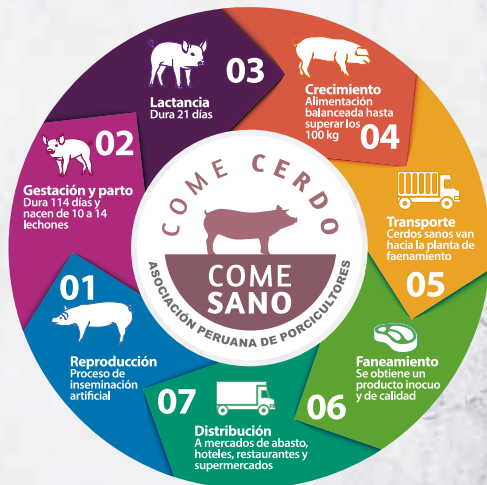 01
Reproducción
Proceso de
inseminación
artificial
02
Gestación y parto
Dura 114 días y
nacen de 10 a 14
lechones
03
Lactancia
Dura 21 días
Crecimiento
Alimentación
balanceada hasta
superar los
100 kg
04
Transporte
Cerdos sanos van
hacia la planta de
faenamiento
05
Faneamiento
Se obtiene un
producto inocuo
y de calidad
06
07
Distribución
A mercados de abasto,
hoteles, restaurantes y
supermercados
COME CERDO
COME
SANO
ASOCIACIÓN PERUANA DE PORCICULTORES